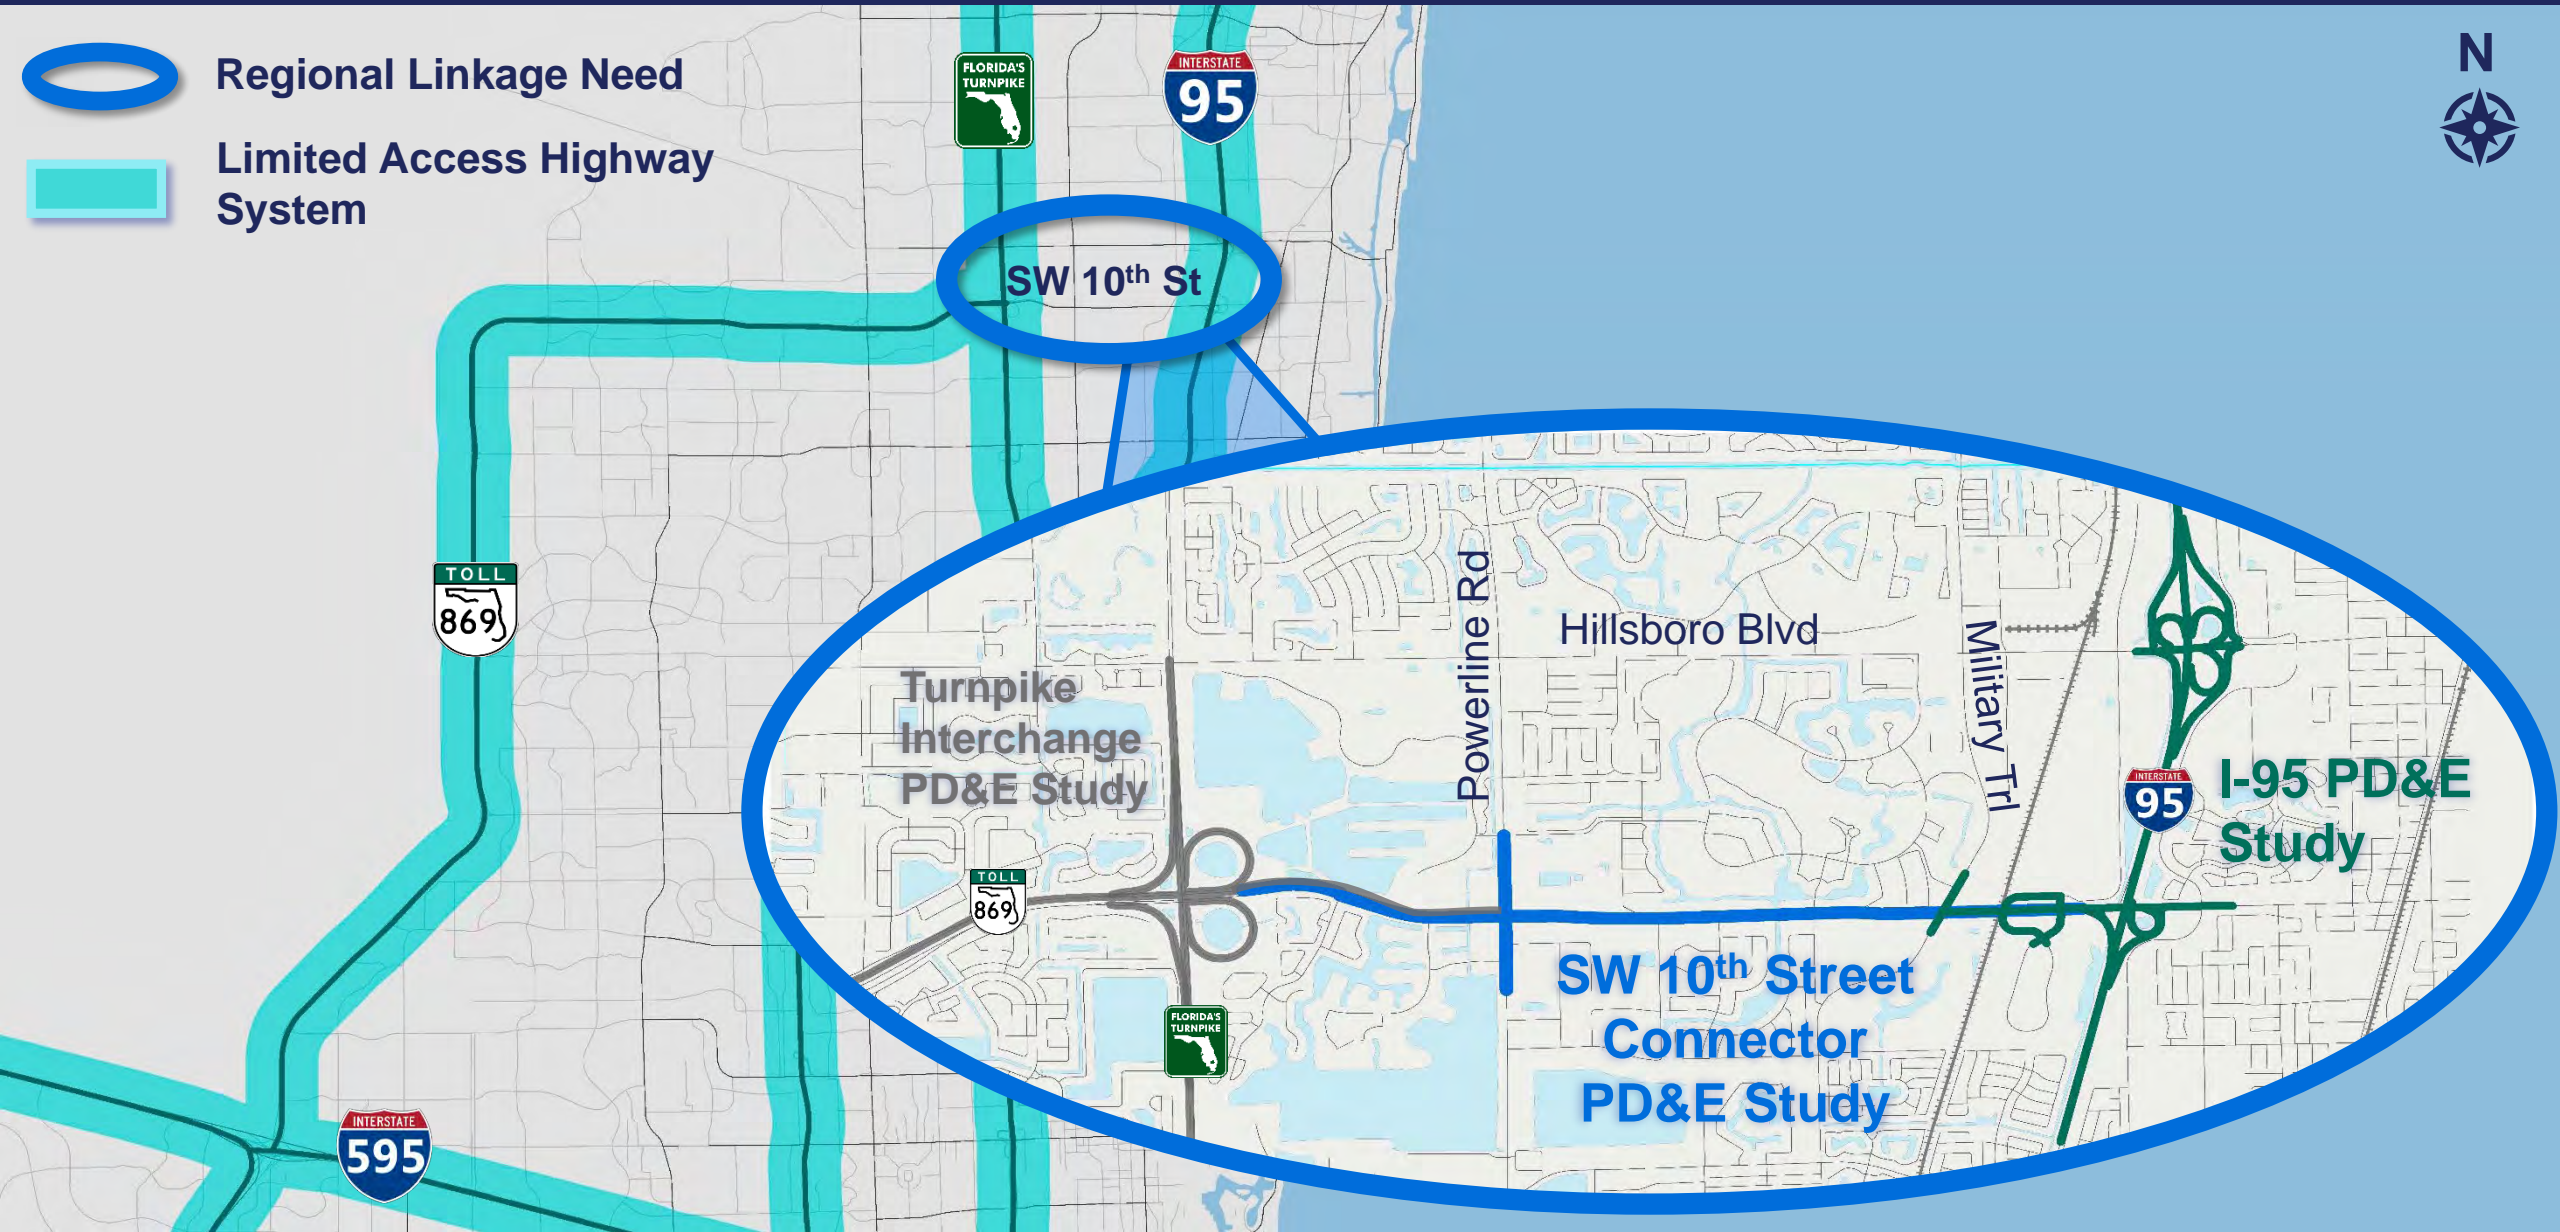 Regional Linkage Need
Limited Access Highway
System
FLORIDA'S
TURNPIKE
INTERSTATE
95
N
SW 10th St
TOLL
869
INTERSTATE
595
Powerline Rd
Hillsboro Blvd
Military Trl
Turnpike
Interchange
PD&E Study
TOLL
869
FLORIDA'S
TURNPIKE
INTERSTATE
95
I-95 PD&E
Study
SW 10th Street
Connector
PD&E Study